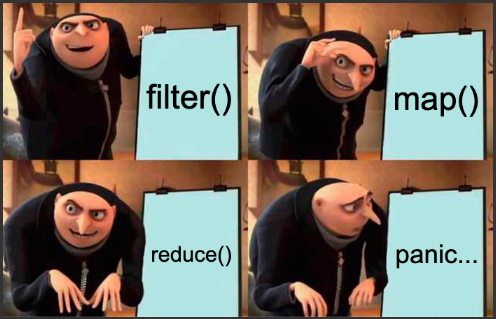 filter()
map()
reduce()
panic...